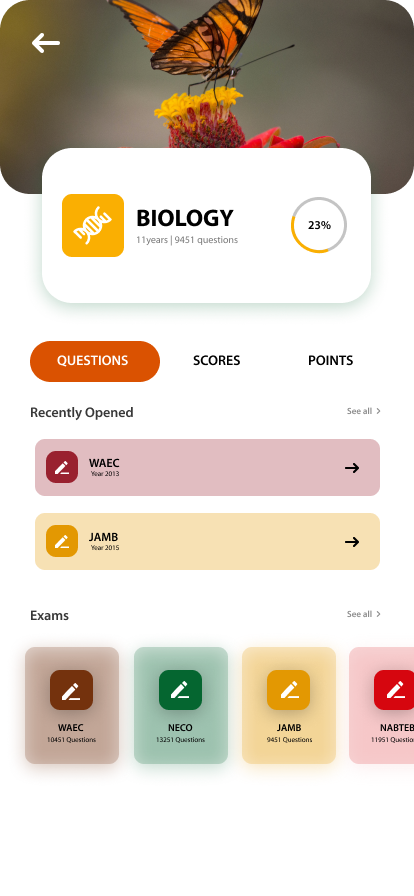 BIOLOGY
11years | 9451 questions
23%
QUESTIONS
SCORES
POINTS
Recently Opened
See all
WAEC
Year 2013
JAMB
Year 2015
Exams
See all
WAEC
10451 Questions
NECO
13251 Questions
JAMB
9451 Questions
NABTEB
11951 Questions